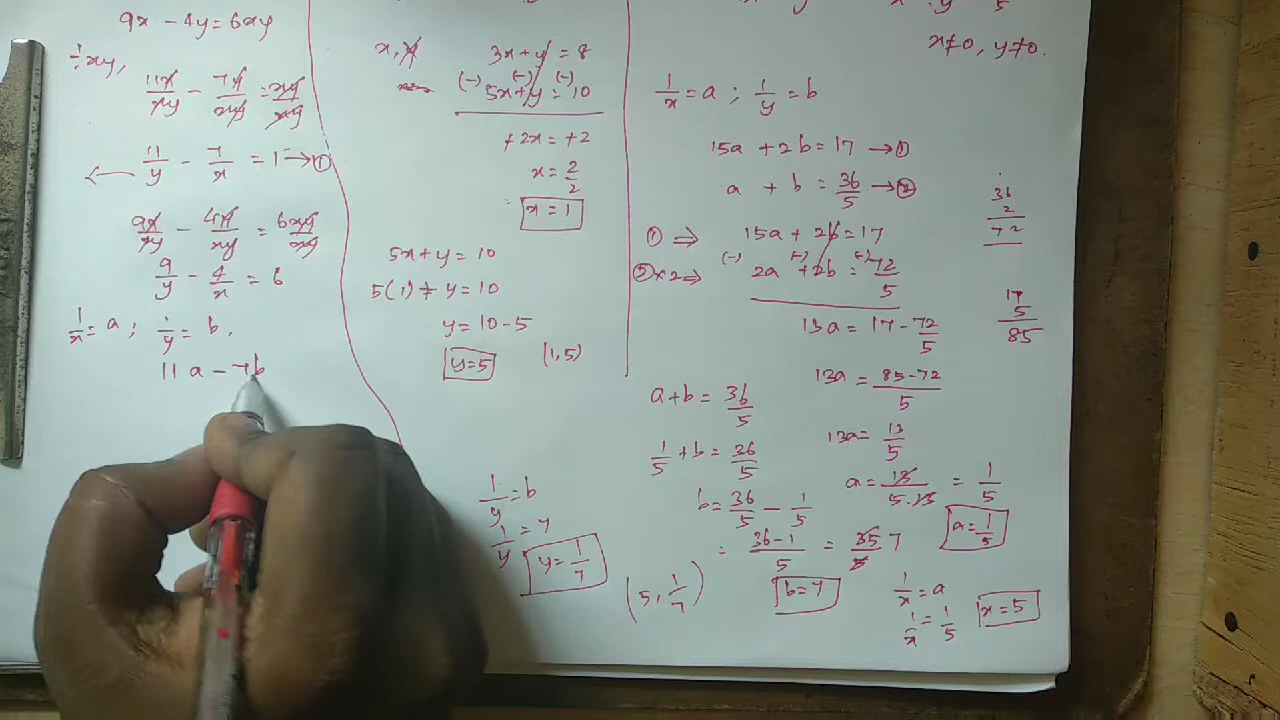 9x - 4y = 6xy
÷ xy,
11x/xy - 7y/xy = xy/xy
11/y - 7/x = 1 → ①
9x/xy - 4y/xy = 6xy/xy
9/y - 4/x = 6
1/x = a ; 1/y = b,
11a - 7b
3x + y = 8
(-) (-) (-)
5x + y = 10
+2x = +2
x = 2/2
x = 1
5x + y = 10
5(1) + y = 10
y = 10 - 5
y = 5
(1,5)
1/y = b
1/y = 7
y = 1/7
x≠0, y≠0.
1/x = a ; 1/y = b
15a + 2b = 17 → ①
a + b = 36/5 → ②
36
2
72
① ⇒ 15a + 2b = 17
(-) (-) (-)
②×2 ⇒ 2a + 2b = 72/5
17
5
85
13a = 17 - 72/5
13a = 85-72/5
13a = 13/5
a = 13/5.13 = 1/5
a = 1/5
a + b = 36/5
1/5 + b = 36/5
b = 36/5 - 1/5
= 36-1/5 = 35/5 7
b = 7
1/x = a
1/x = 1/5
x = 5
(5, 1/7)